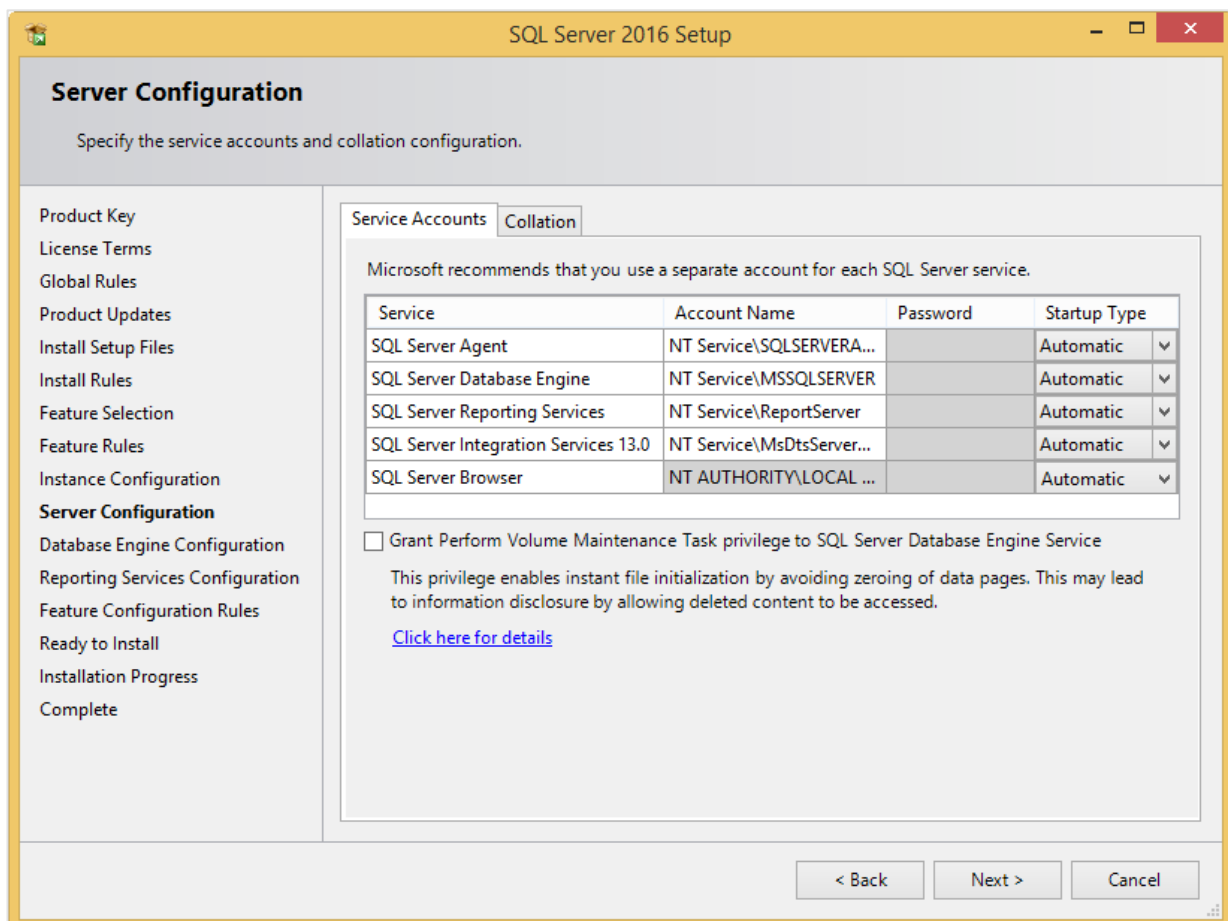 SQL Server 2016 Setup
Server Configuration
Specify the service accounts and collation configuration.
Product Key
License Terms
Global Rules
Product Updates
Install Setup Files
Install Rules
Feature Selection
Feature Rules
Instance Configuration
Server Configuration
Database Engine Configuration
Reporting Services Configuration
Feature Configuration Rules
Ready to Install
Installation Progress
Complete
Service Accounts Collation
Microsoft recommends that you use a separate account for each SQL Server service.
Service Account Name Password Startup Type
SQL Server Agent NT Service\SQLSERVERA... Automatic
SQL Server Database Engine NT Service\MSSQLSERVER Automatic
SQL Server Reporting Services NT Service\ReportServer Automatic
SQL Server Integration Services 13.0 NT Service\MsDtsServer... Automatic
SQL Server Browser NT AUTHORITY\LOCAL ... Automatic
Grant Perform Volume Maintenance Task privilege to SQL Server Database Engine Service
This privilege enables instant file initialization by avoiding zeroing of data pages. This may lead
to information disclosure by allowing deleted content to be accessed.
Click here for details
< Back Next > Cancel